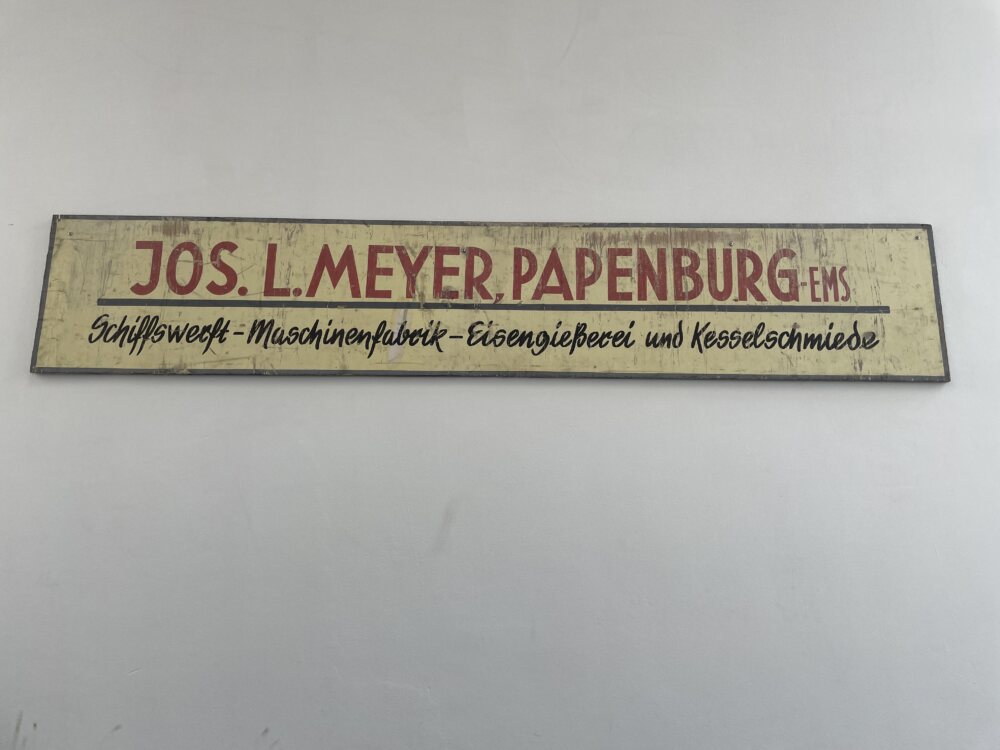 JOS. L. MEYER, PAPENBURG-EMS
Schiffswerft - Maschinenfabrik - Eisengießerei und Kesselschmiede